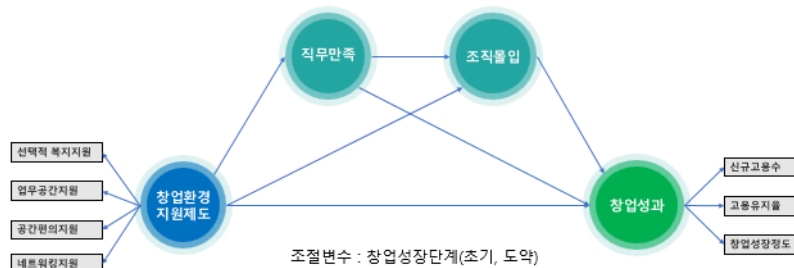 직무만족
조직몰입
선택적 복지지원
업무공간지원
공간편의지원
네트워킹지원
창업환경
지원제도
창업성과
신규고용수
고용유지율
창업성장정도
조절변수 : 창업성장단계(초기, 도약)